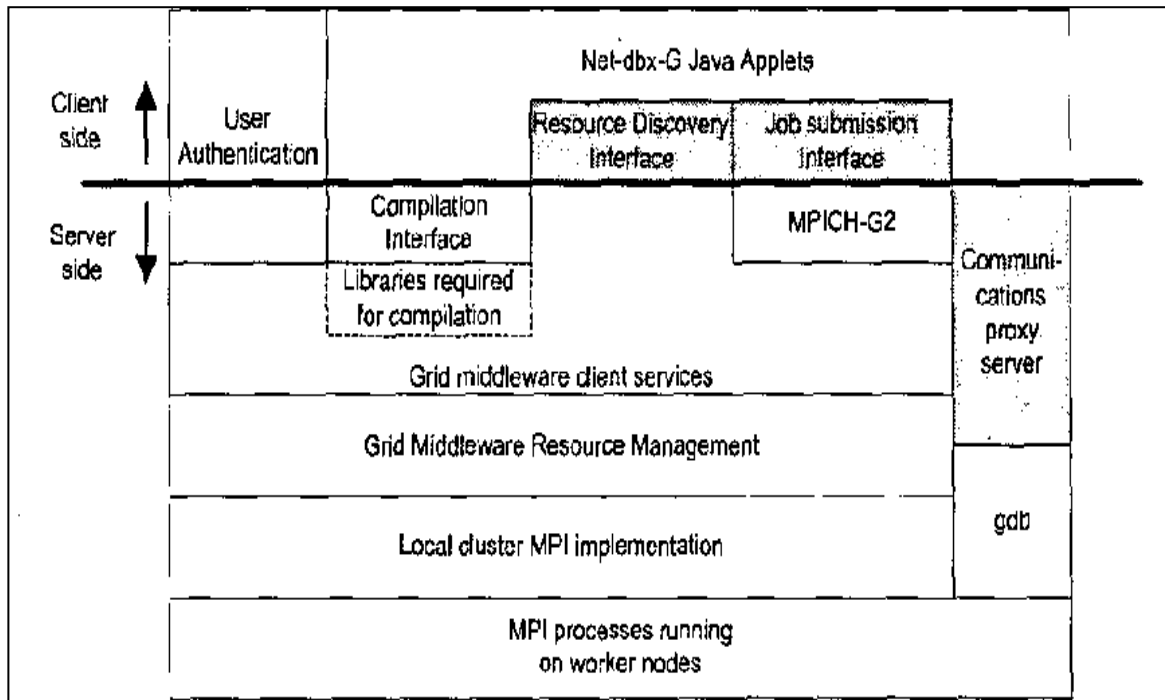 Net-dbx-G Java Applets
Client
side
User
Authentication
Resource Discovery
Interface
Job submission
Interface
Server
side
Compilation
Interface
MPICH-G2
Libraries required
for compilation
Communi-
cations
proxy
server
Grid middleware client services
Grid Middleware Resource Management
gdb
Local cluster MPI implementation
MPI processes running
on worker nodes